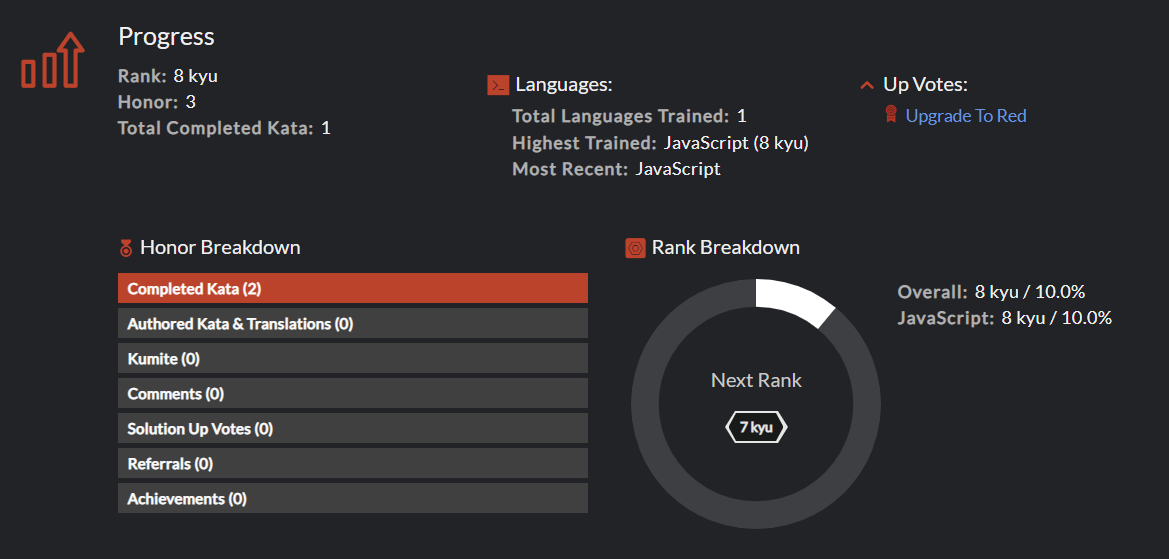 Progress
Rank: 8 kyu
Honor: 3
Total Completed Kata: 1
Languages:
Total Languages Trained: 1
Highest Trained: JavaScript (8 kyu)
Most Recent: JavaScript
Up Votes:
Upgrade To Red
Honor Breakdown
Completed Kata (2)
Authored Kata & Translations (0)
Kumite (0)
Comments (0)
Solution Up Votes (0)
Referrals (0)
Achievements (0)
Rank Breakdown
Next Rank
7 kyu
Overall: 8 kyu / 10.0%
JavaScript: 8 kyu / 10.0%